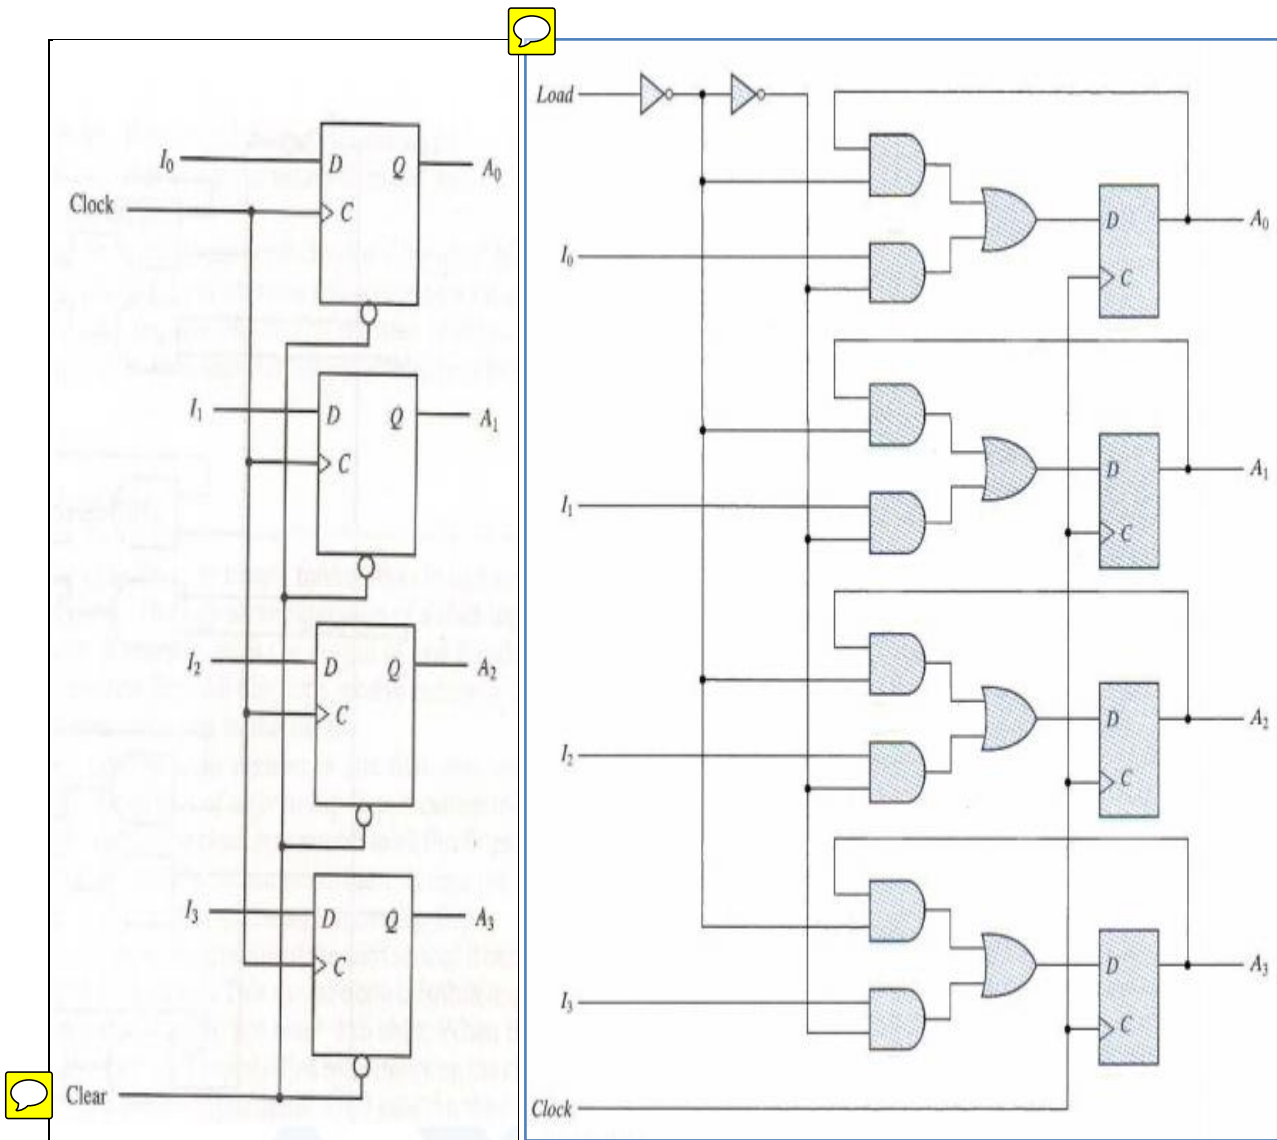 I₀ D Q A₀
Clock C
I₁ D Q A₁
C
I₂ D Q A₂
C
I₃ D Q A₃
C
Clear
Load
D A₀
I₀
C
D A₁
I₁
C
D A₂
I₂
C
D A₃
I₃
C
Clock